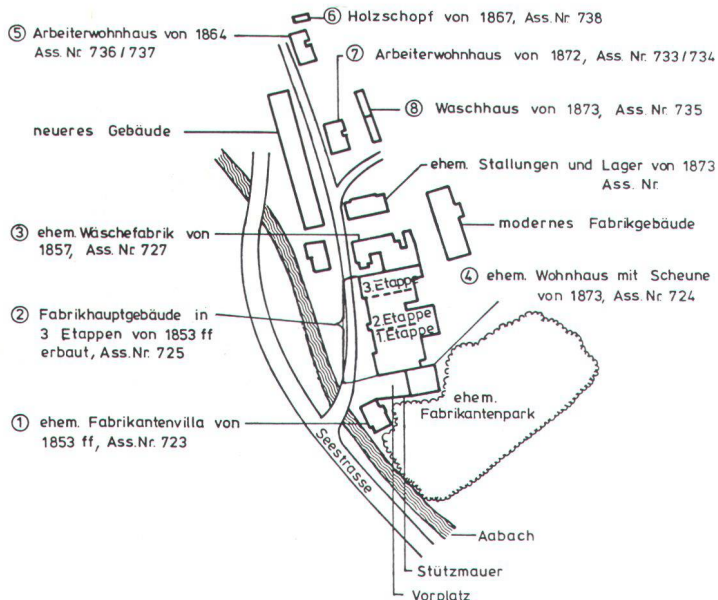 ⑥ Holzschopf von 1867, Ass. Nr. 738
⑤ Arbeiterwohnhaus von 1864
Ass. Nr. 736/737
⑦ Arbeiterwohnhaus von 1872, Ass. Nr. 733/734
⑧ Waschhaus von 1873, Ass. Nr. 735
neueres Gebäude
ehem. Stallungen und Lager von 1873
Ass. Nr.
modernes Fabrikgebäude
③ ehem. Wäschefabrik von
1857, Ass. Nr. 727
④ ehem. Wohnhaus mit Scheune
von 1873, Ass. Nr. 724
3. Etappe
2. Etappe
1. Etappe
② Fabrikhauptgebäude in
3 Etappen von 1853 ff
erbaut, Ass. Nr. 725
ehem.
Fabrikantenpark
① ehem. Fabrikantenvilla von
1853 ff, Ass. Nr. 723
Seestrasse
Aabach
Stützmauer
Vorplatz